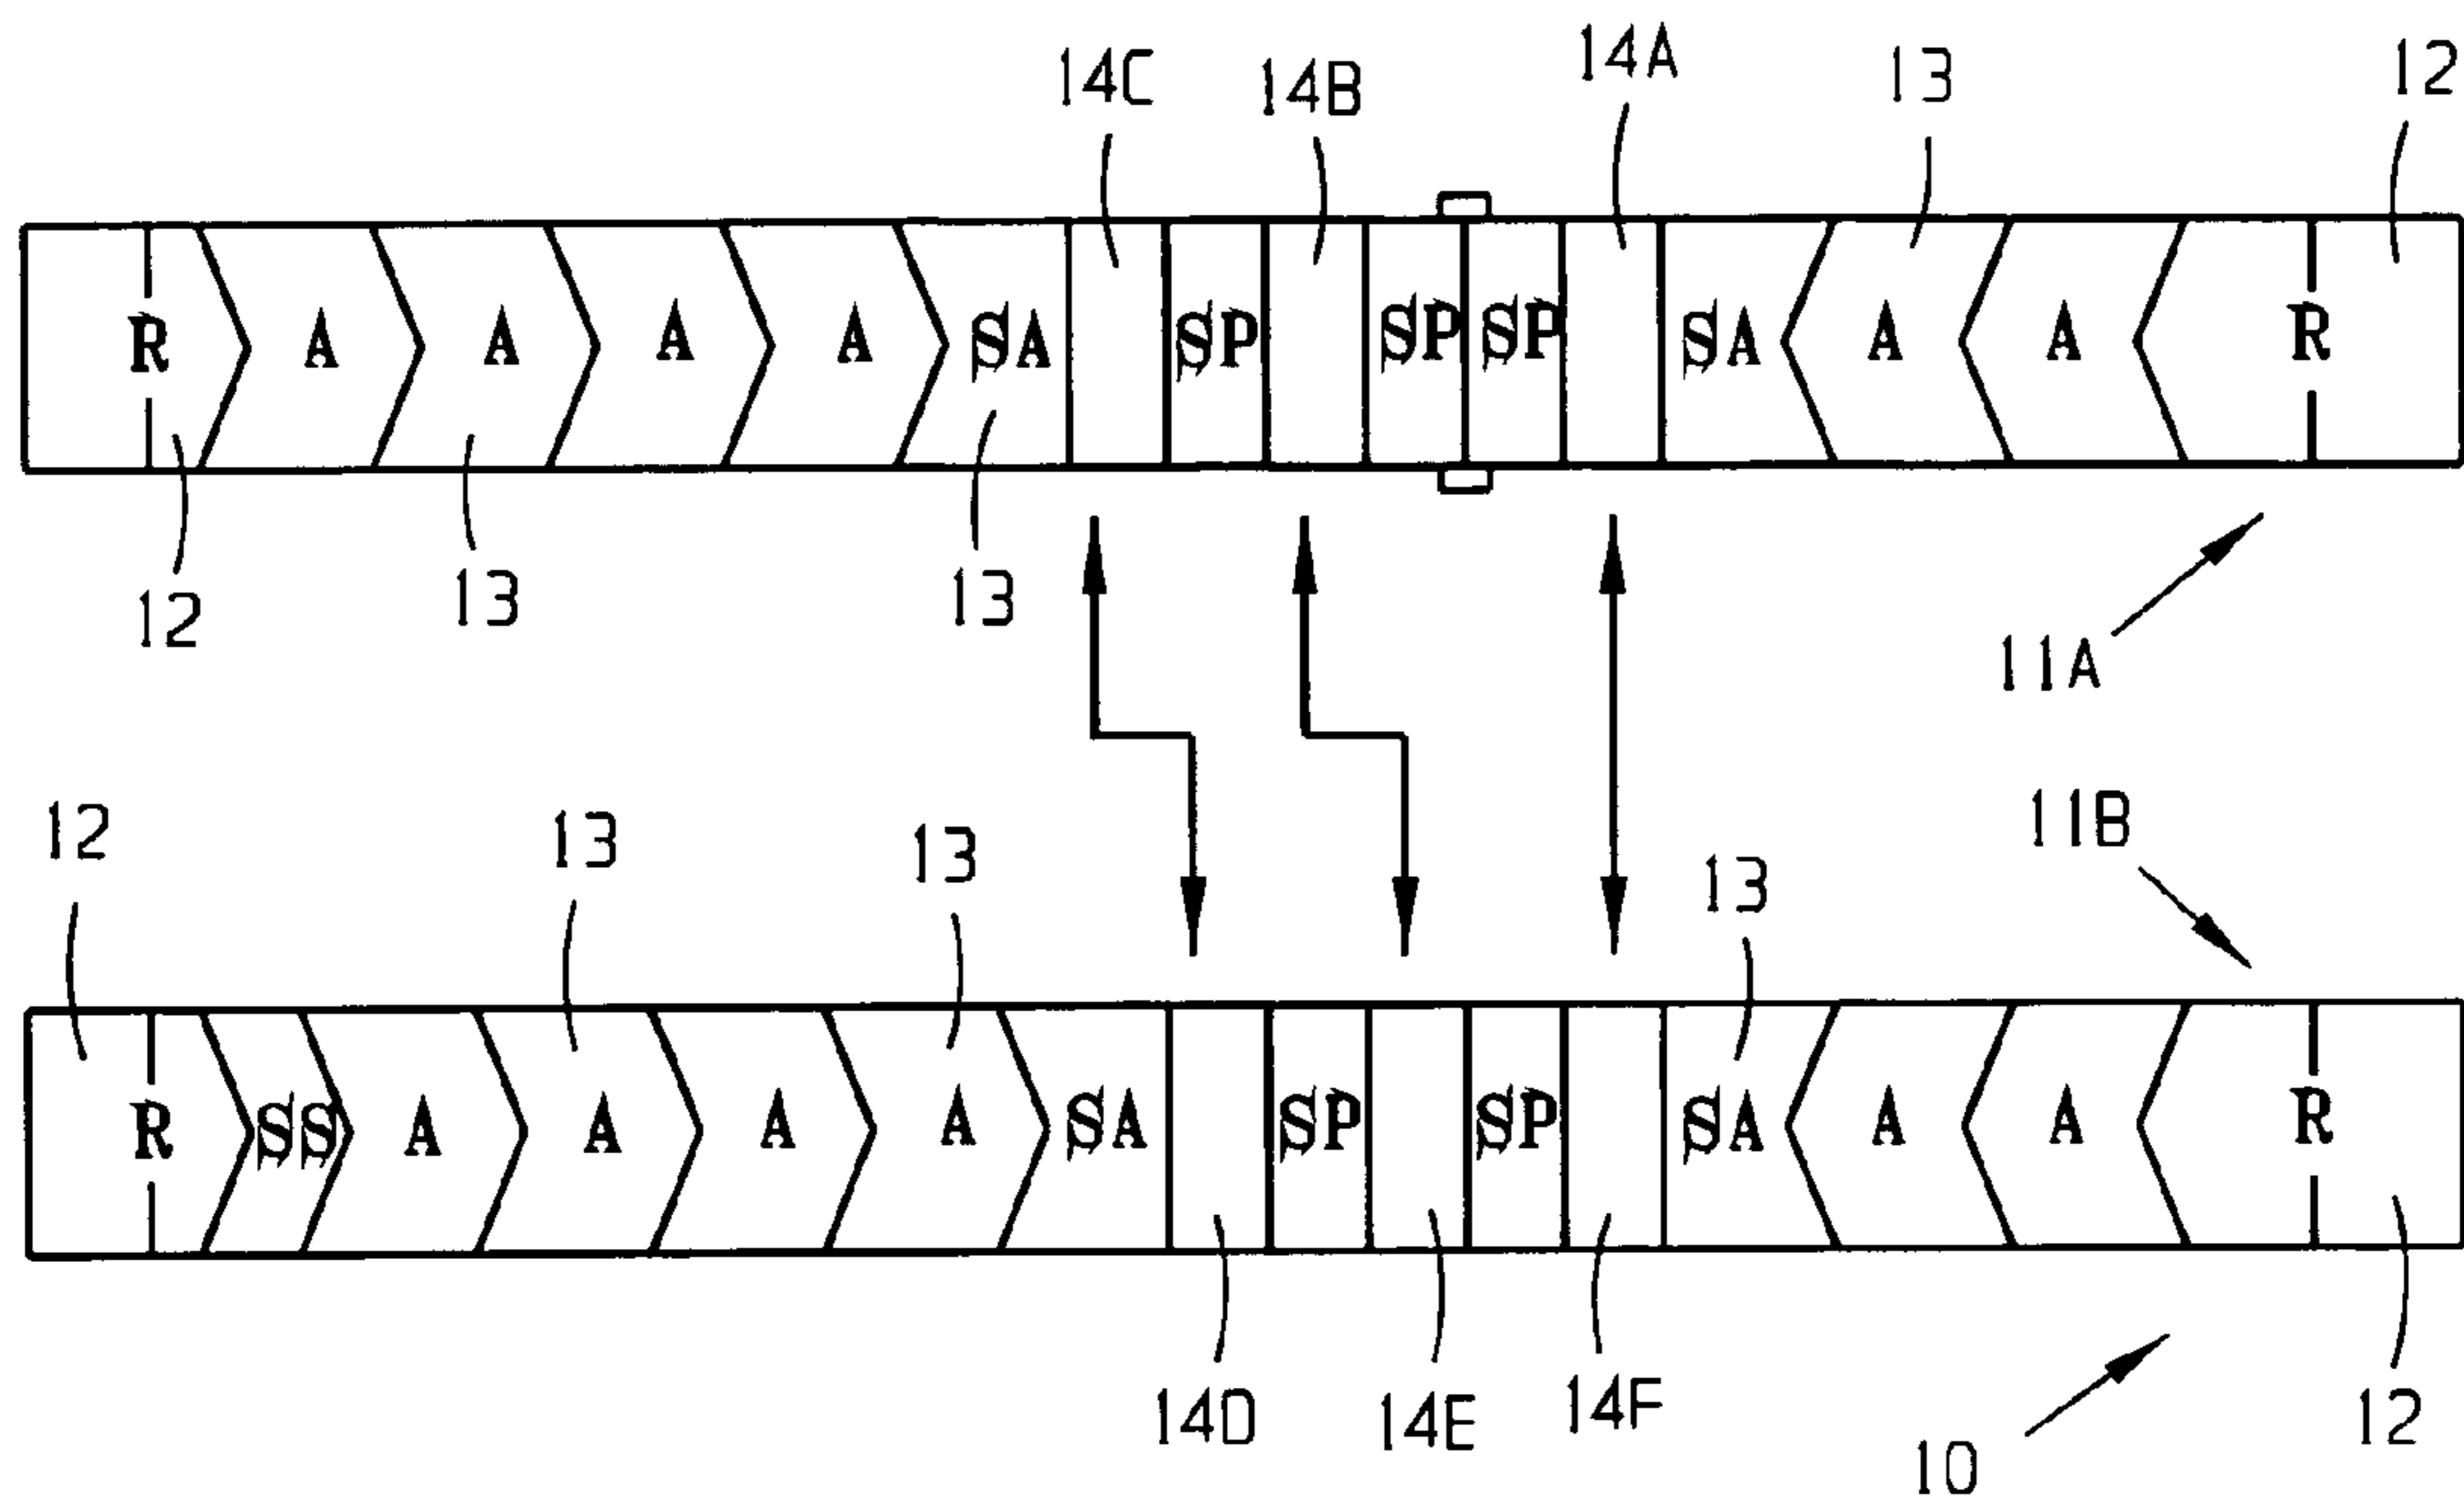 14C 14B 14A 13 12
R A A A A SA SP SP SP SA A A R
12 13 13 11A
12 13 13 13 11B
R SS A A A A SA SP SP SA A A R
14D 14E 14F 10 12